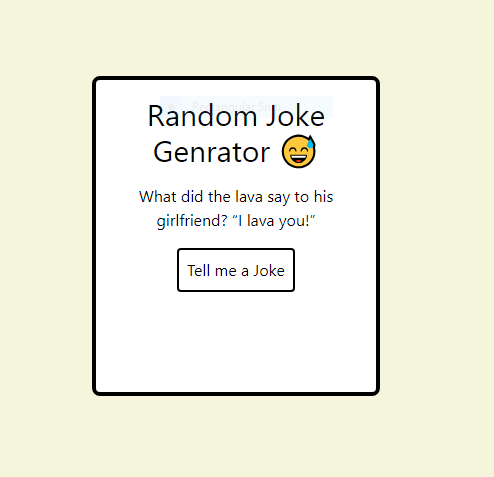 Random Joke
Genrator 😅
What did the lava say to his
girlfriend? “I lava you!”
Tell me a Joke